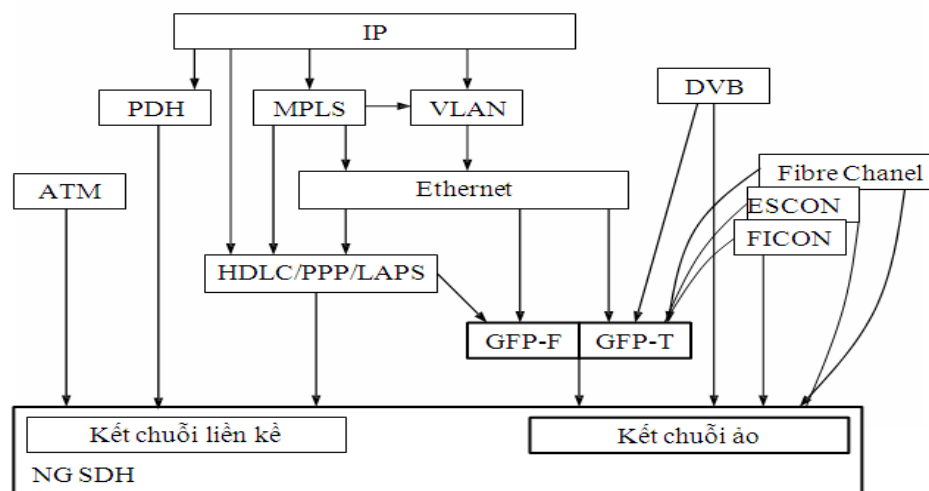 IP
PDH
MPLS
VLAN
DVB
ATM
Ethernet
Fibre Chanel
ESCON
FICON
HDLC/PPP/LAPS
GFP-F
GFP-T
Kết chuỗi liền kề
Kết chuỗi ảo
NG SDH